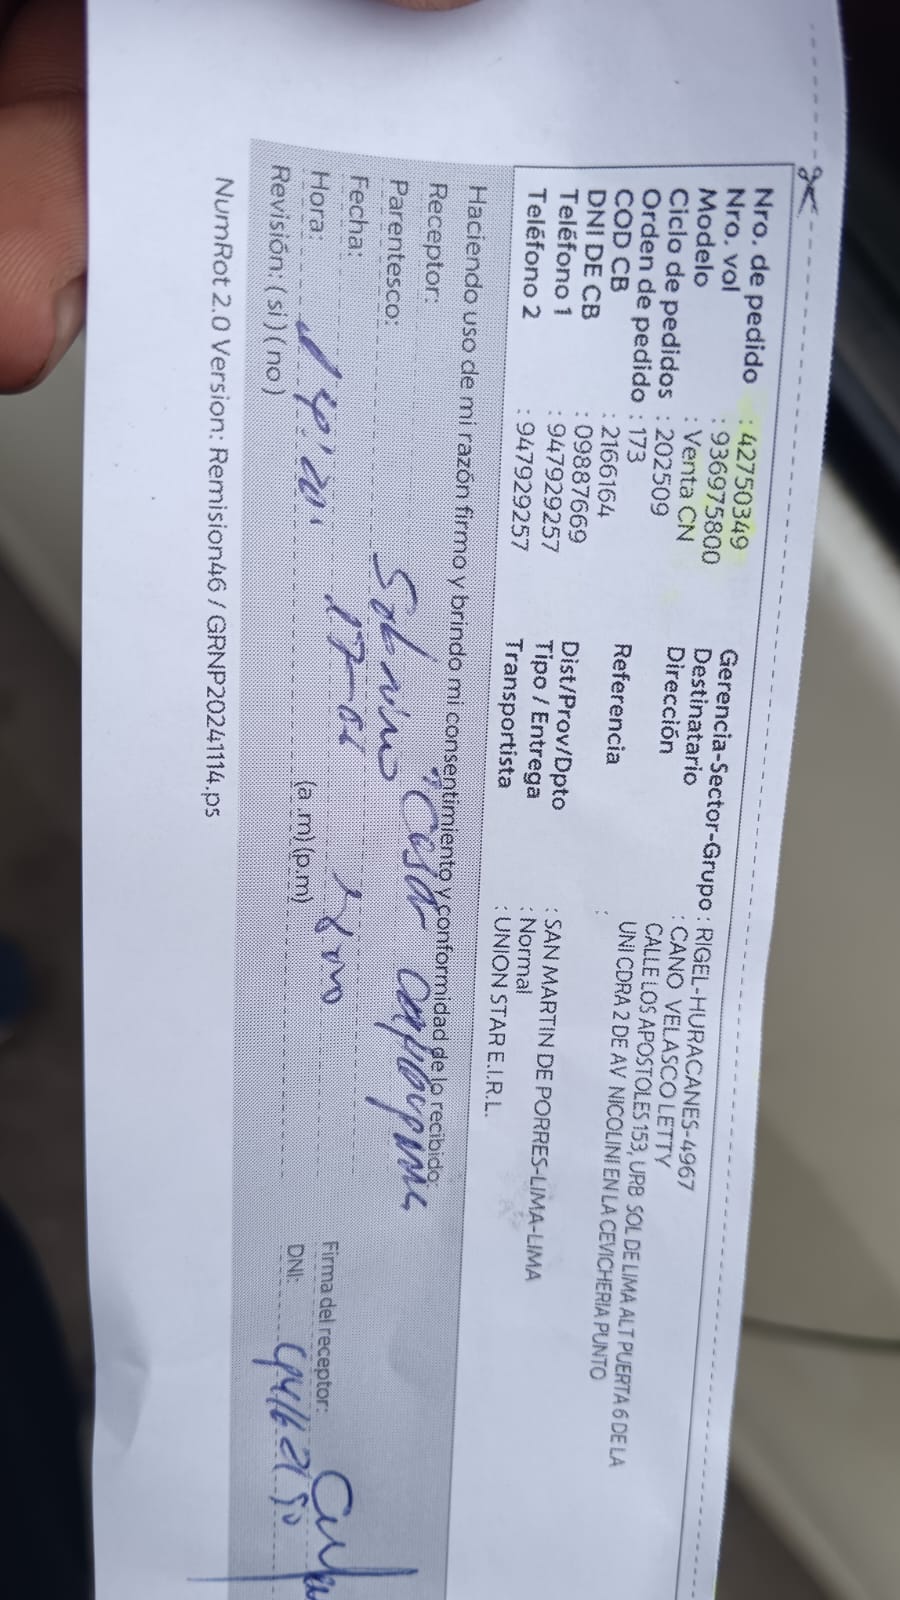 Nro. de pedido : 42750349
Nro. vol : 936975800
Modelo : Venta CN
Ciclo de pedidos : 202509
Orden de pedido : 173
COD CB : 2166164
DNI DE CB : 09887669
Teléfono 1 : 947929257
Teléfono 2 : 947929257
Gerencia-Sector-Grupo : RIGEL-HURACANES-4967
Destinatario : CANO VELASCO LETTY
Dirección : CALLE LOS APOSTOLES 153, URB SOL DE LIMA ALT PUERTA 6 DE LA
UNI CDRA 2 DE AV NICOLINI EN LA CEVICHERIA PUNTO
Referencia :
Dist/Prov/Dpto : SAN MARTIN DE PORRES-LIMA-LIMA
Tipo / Entrega : Normal
Transportista : UNION STAR E.I.R.L.
Haciendo uso de mi razón firmo y brindo mi consentimiento y conformidad de lo recibido:
Receptor: "Casa
Parentesco: Sobrino
Fecha:
Hora: (a .m) (p.m)
Revisión: ( si ) ( no )
Firma del receptor:
DNI:
NumRot 2.0 Version: Remision46 / GRNP20241114.ps